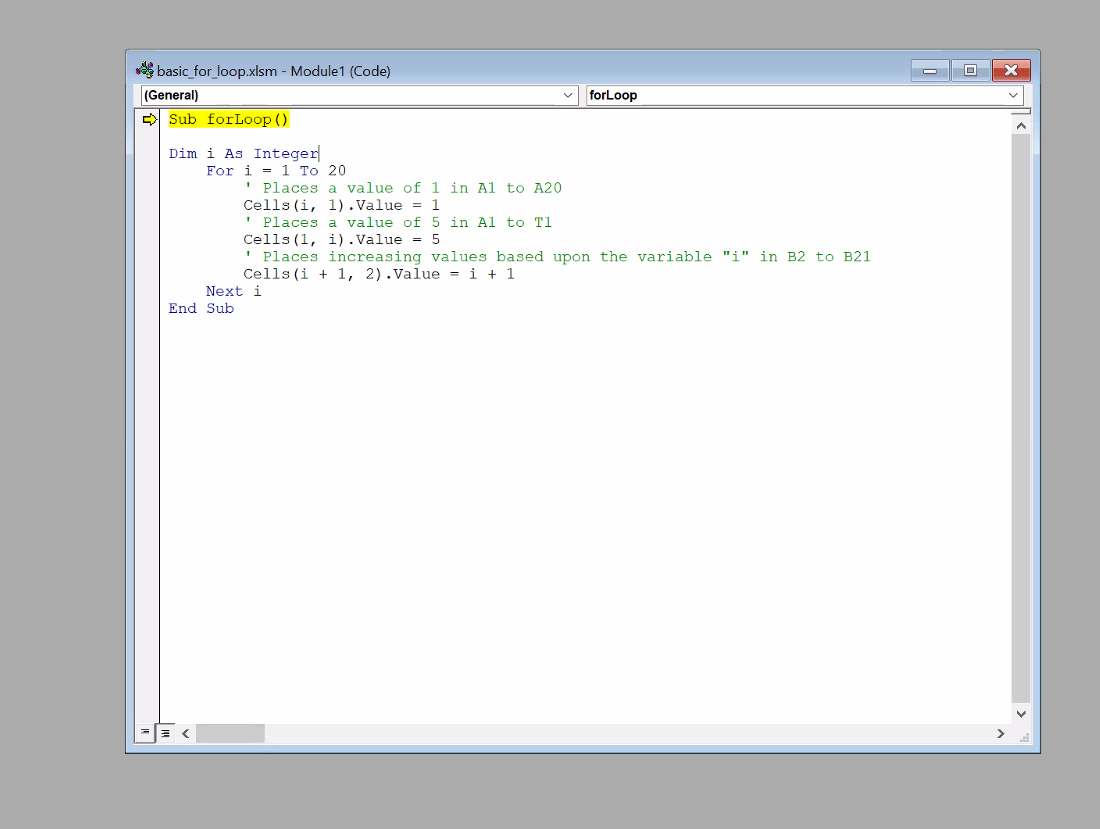 basic_for_loop.xlsm - Module1 (Code)
(General) forLoop
Sub forLoop()
Dim i As Integer
For i = 1 To 20
' Places a value of 1 in A1 to A20
Cells(i, 1).Value = 1
' Places a value of 5 in A1 to T1
Cells(1, i).Value = 5
' Places increasing values based upon the variable "i" in B2 to B21
Cells(i + 1, 2).Value = i + 1
Next i
End Sub